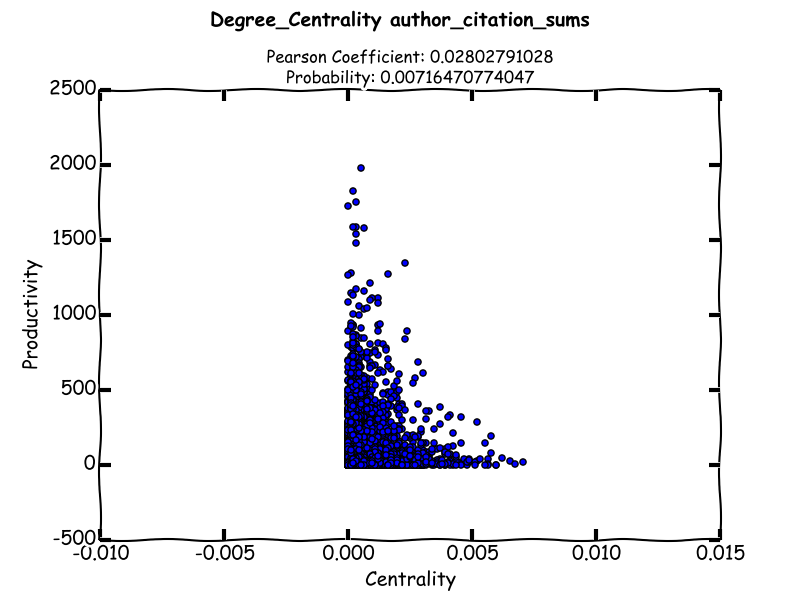 Degree_Centrality author_citation_sums
Pearson Coefficient: 0.02802791028
Probability: 0.00716470774047
2500
2000
1500
1000
500
0
-500
Productivity
-0.010 -0.005 0.000 0.005 0.010 0.015
Centrality